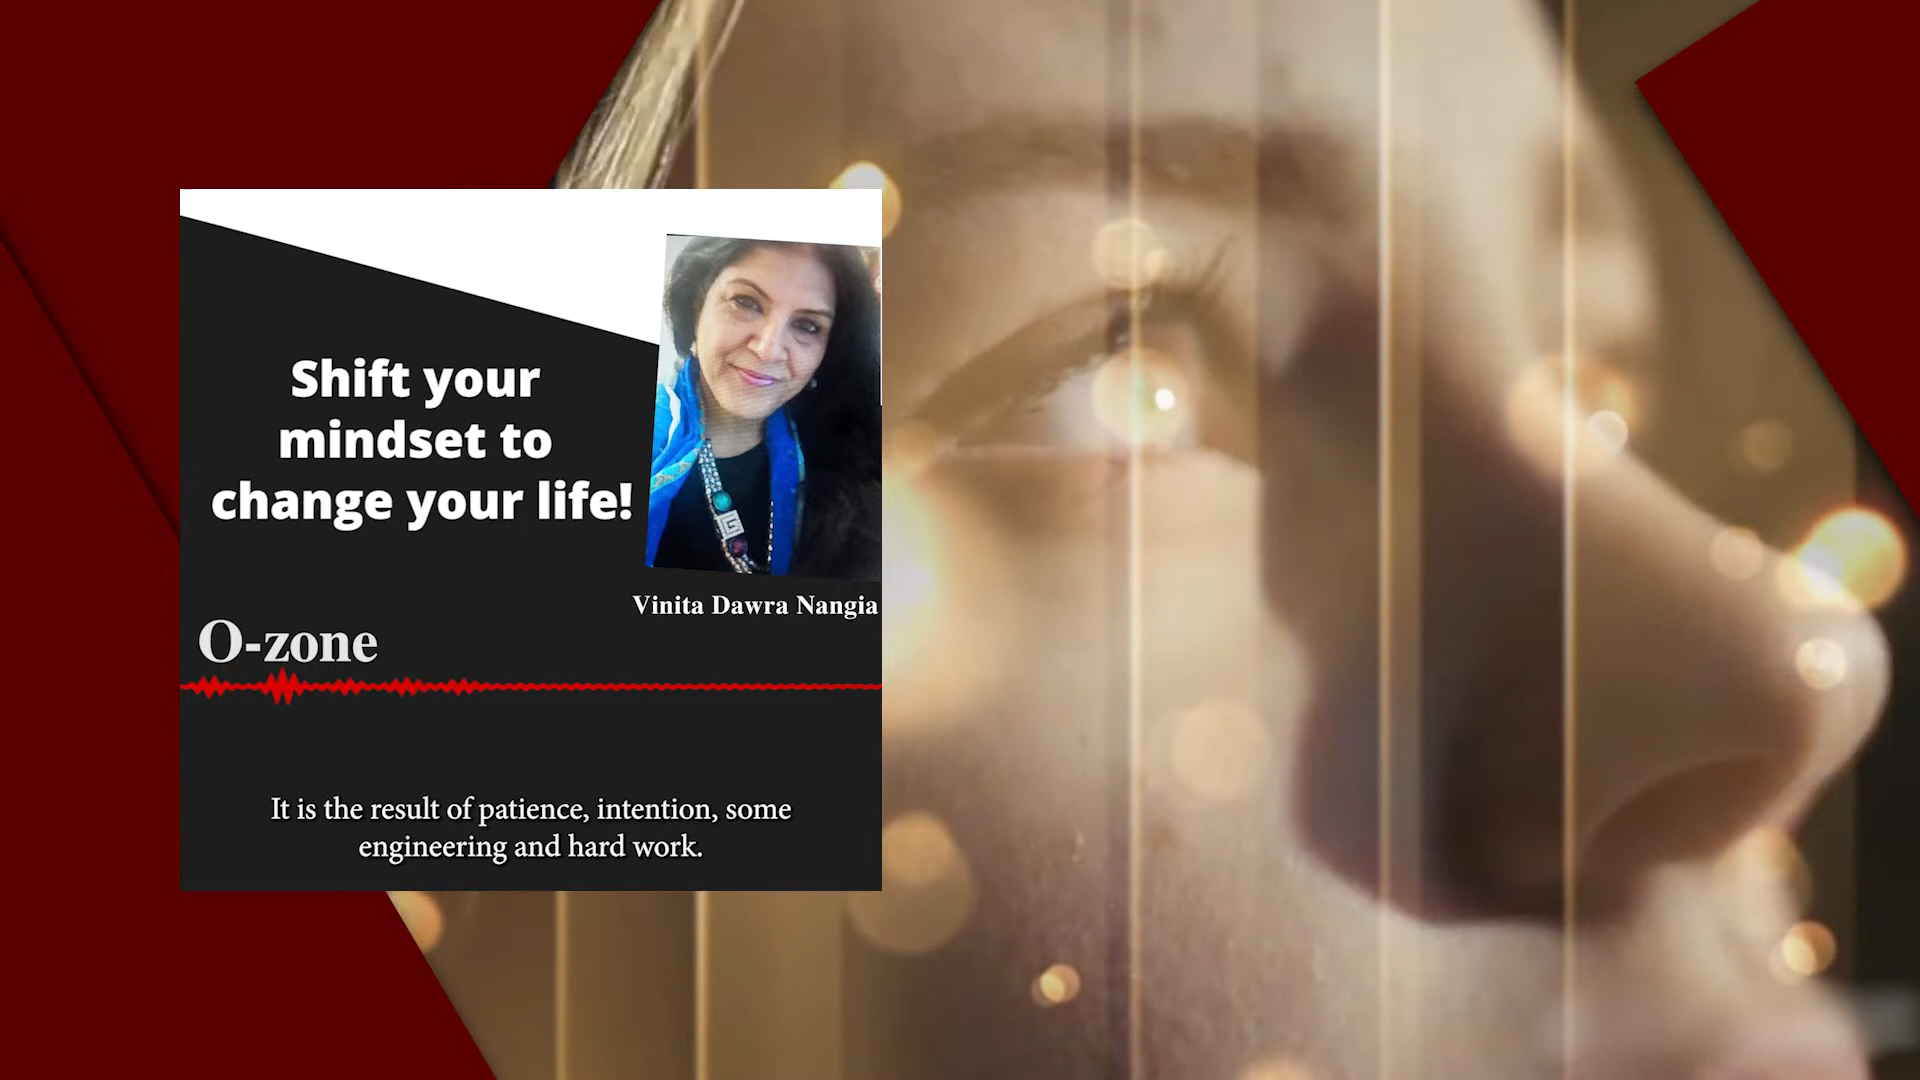 Shift your
mindset to
change your life!
Vinita Dawra Nangia
O-zone
It is the result of patience, intention, some
engineering and hard work.